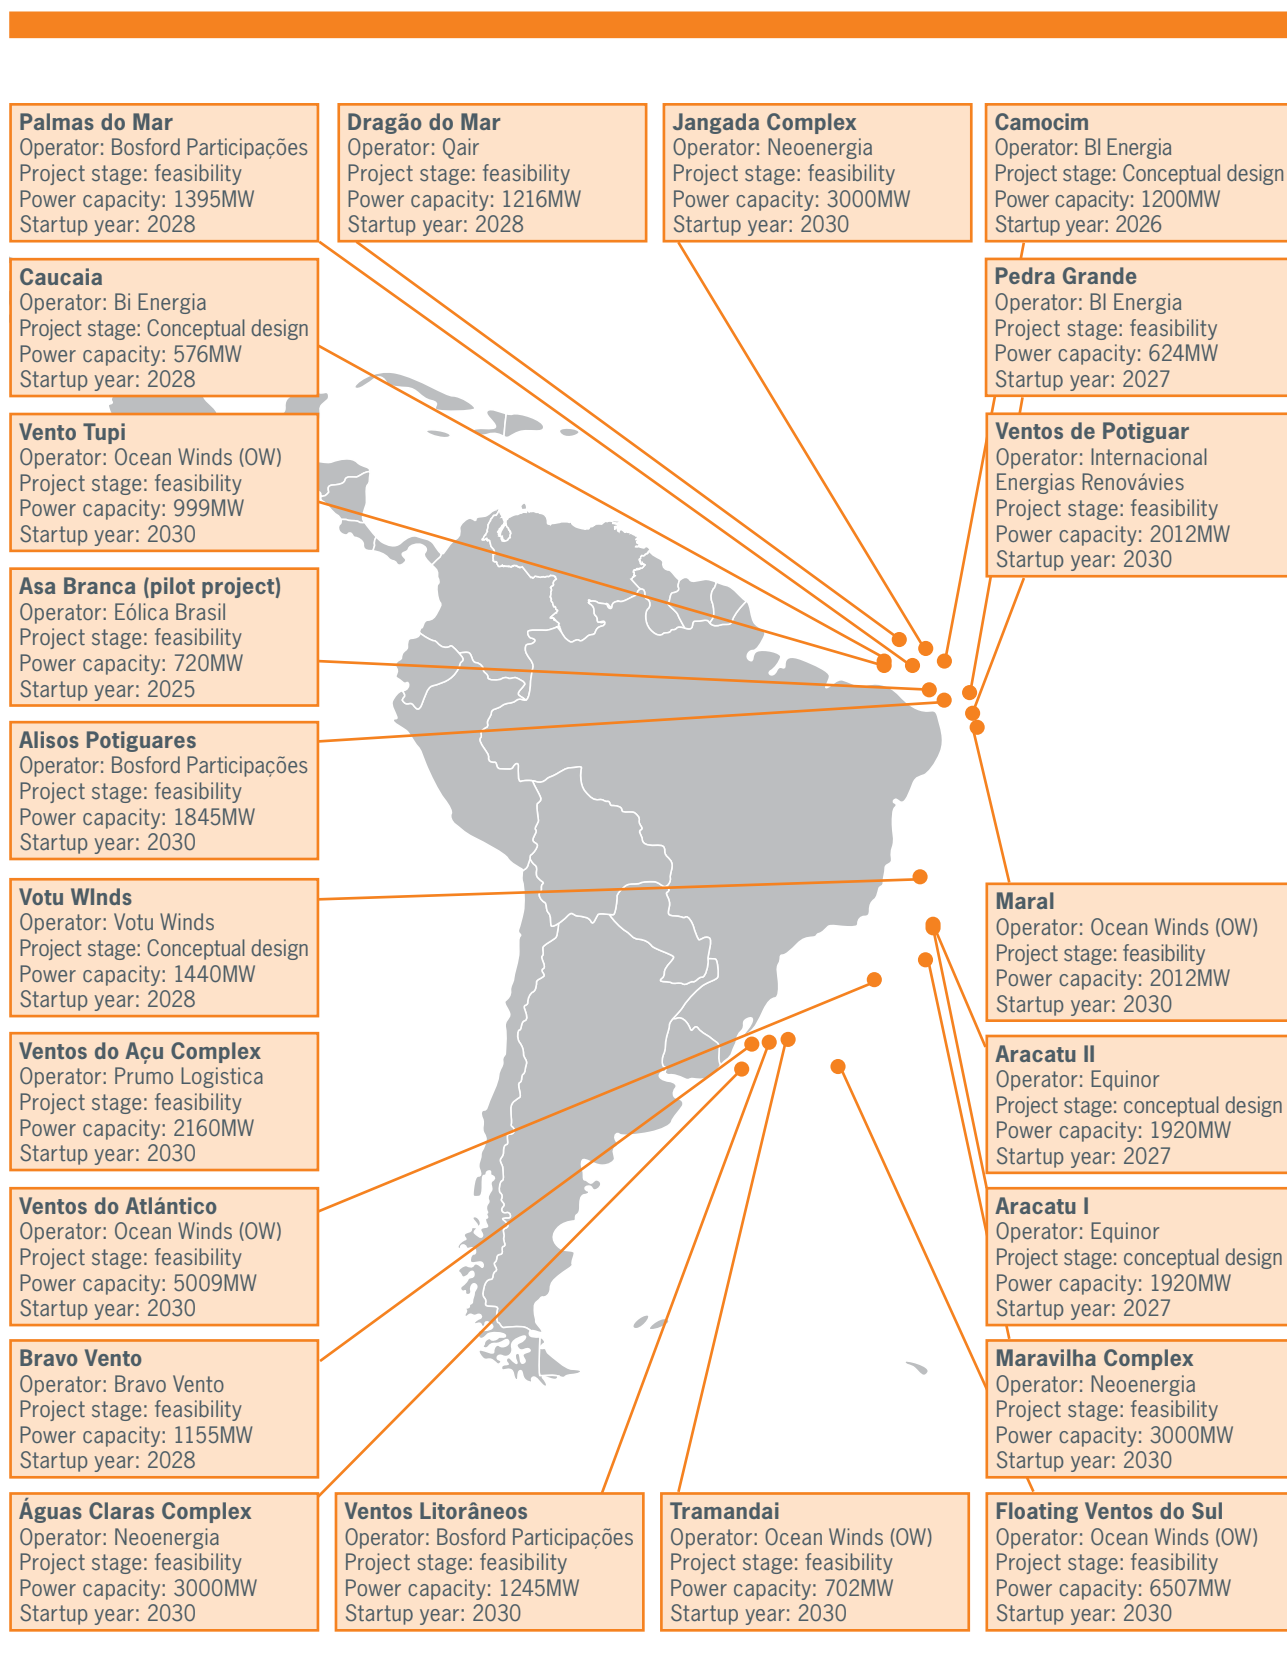 Palmas do Mar
Operator: Bosford Participações
Project stage: feasibility
Power capacity: 1395MW
Startup year: 2028
Dragão do Mar
Operator: Qair
Project stage: feasibility
Power capacity: 1216MW
Startup year: 2028
Jangada Complex
Operator: Neoenergia
Project stage: feasibility
Power capacity: 3000MW
Startup year: 2030
Camocim
Operator: BI Energia
Project stage: Conceptual design
Power capacity: 1200MW
Startup year: 2026
Caucaia
Operator: Bi Energia
Project stage: Conceptual design
Power capacity: 576MW
Startup year: 2028
Pedra Grande
Operator: BI Energia
Project stage: feasibility
Power capacity: 624MW
Startup year: 2027
Vento Tupi
Operator: Ocean Winds (OW)
Project stage: feasibility
Power capacity: 999MW
Startup year: 2030
Ventos de Potiguar
Operator: Internacional
Energias Renovávies
Project stage: feasibility
Power capacity: 2012MW
Startup year: 2030
Asa Branca (pilot project)
Operator: Eólica Brasil
Project stage: feasibility
Power capacity: 720MW
Startup year: 2025
Alisos Potiguares
Operator: Bosford Participações
Project stage: feasibility
Power capacity: 1845MW
Startup year: 2030
Votu WInds
Operator: Votu Winds
Project stage: Conceptual design
Power capacity: 1440MW
Startup year: 2028
Maral
Operator: Ocean Winds (OW)
Project stage: feasibility
Power capacity: 2012MW
Startup year: 2030
Ventos do Açu Complex
Operator: Prumo Logistica
Project stage: feasibility
Power capacity: 2160MW
Startup year: 2030
Aracatu II
Operator: Equinor
Project stage: conceptual design
Power capacity: 1920MW
Startup year: 2027
Ventos do Atlántico
Operator: Ocean Winds (OW)
Project stage: feasibility
Power capacity: 5009MW
Startup year: 2030
Aracatu I
Operator: Equinor
Project stage: conceptual design
Power capacity: 1920MW
Startup year: 2027
Bravo Vento
Operator: Bravo Vento
Project stage: feasibility
Power capacity: 1155MW
Startup year: 2028
Maravilha Complex
Operator: Neoenergia
Project stage: feasibility
Power capacity: 3000MW
Startup year: 2030
Águas Claras Complex
Operator: Neoenergia
Project stage: feasibility
Power capacity: 3000MW
Startup year: 2030
Ventos Litorâneos
Operator: Bosford Participações
Project stage: feasibility
Power capacity: 1245MW
Startup year: 2030
Tramandai
Operator: Ocean Winds (OW)
Project stage: feasibility
Power capacity: 702MW
Startup year: 2030
Floating Ventos do Sul
Operator: Ocean Winds (OW)
Project stage: feasibility
Power capacity: 6507MW
Startup year: 2030